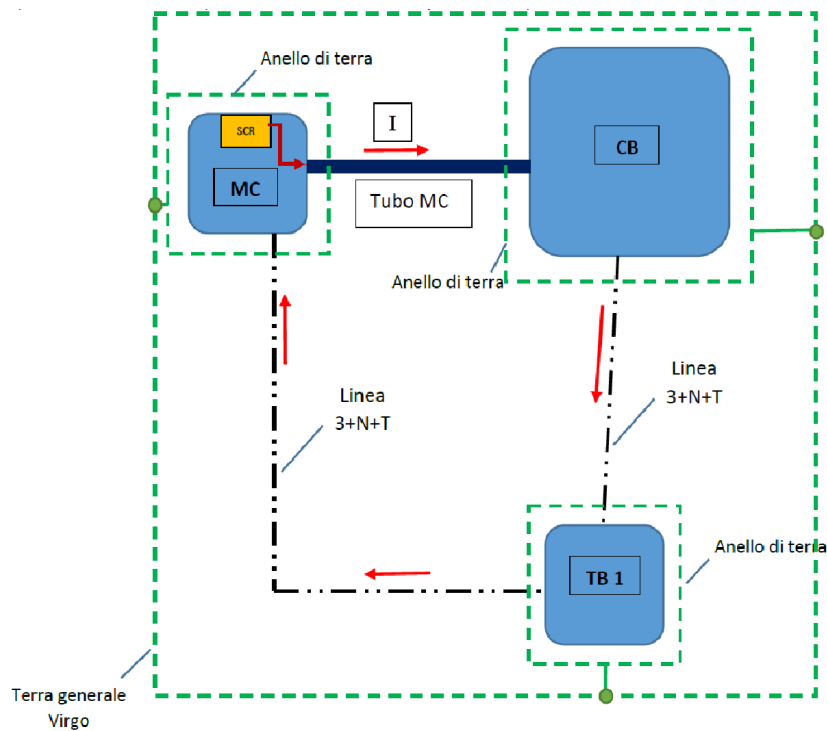 Anello di terra
SCR
I
MC
CB
Tubo MC
Anello di terra
Linea
3+N+T
Linea
3+N+T
Anello di terra
TB 1
Terra generale
Virgo